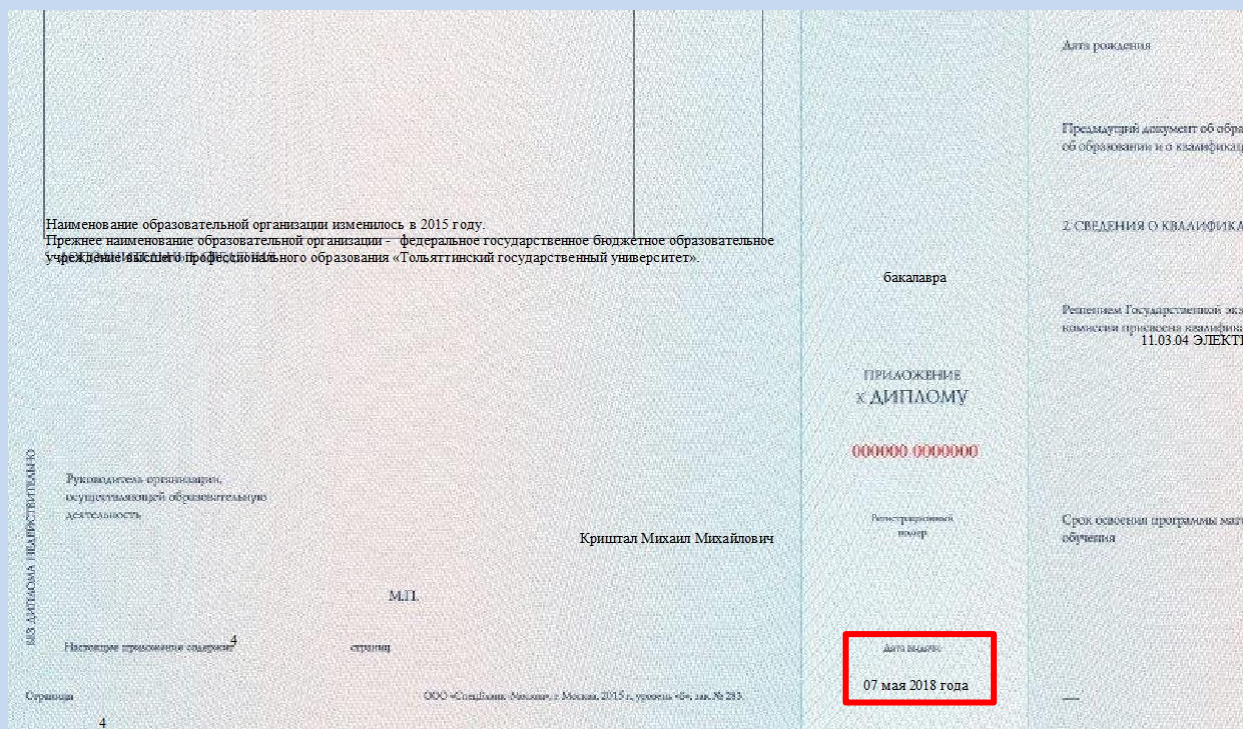 Наименование образовательной организации изменилось в 2015 году.
Прежнее наименование образовательной организации - федеральное государственное бюджетное образовательное
учреждение высшего профессионального образования «Тольяттинский государственный университет».
БЕЗ ДИПЛОМА НЕДЕЙСТВИТЕЛЬНО
Руководитель организации,
осуществляющей образовательную
деятельность
Криштал Михаил Михайлович
М.П.
Настоящее приложение содержит 4 страниц
Страница
4
ООО «СпецБланк-Москва», г. Москва, 2015 г., уровень «б», зак. № 283.
бакалавра
ПРИЛОЖЕНИЕ
к ДИПЛОМУ
000000 0000000
Регистрационный
номер
Дата выдачи
07 мая 2018 года
Дата рождения
Предыдущий документ об обра
об образовании и о квалификац
2. СВЕДЕНИЯ О КВАЛИФИКА
Решением Государственной экз
комиссии присвоена квалифика
11.03.04 ЭЛЕКТР
Срок освоения программы
обучения